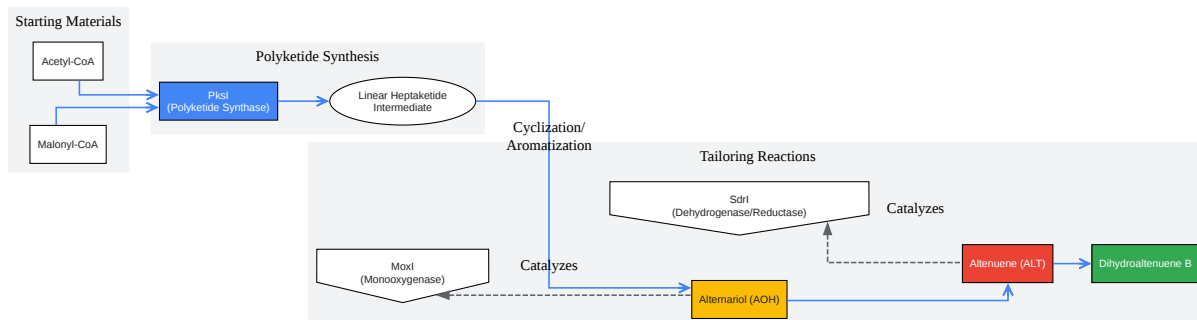 Starting Materials
Acetyl-CoA
Malonyl-CoA
Polyketide Synthesis
PksI
(Polyketide Synthase)
Linear Heptaketide
Intermediate
Cyclization/
Aromatization
Tailoring Reactions
SdrI
(Dehydrogenase/Reductase)
Catalyzes
MoxI
(Monooxygenase)
Catalyzes
Alternariol (AOH)
Altenuene (ALT)
Dihydroaltenuene B